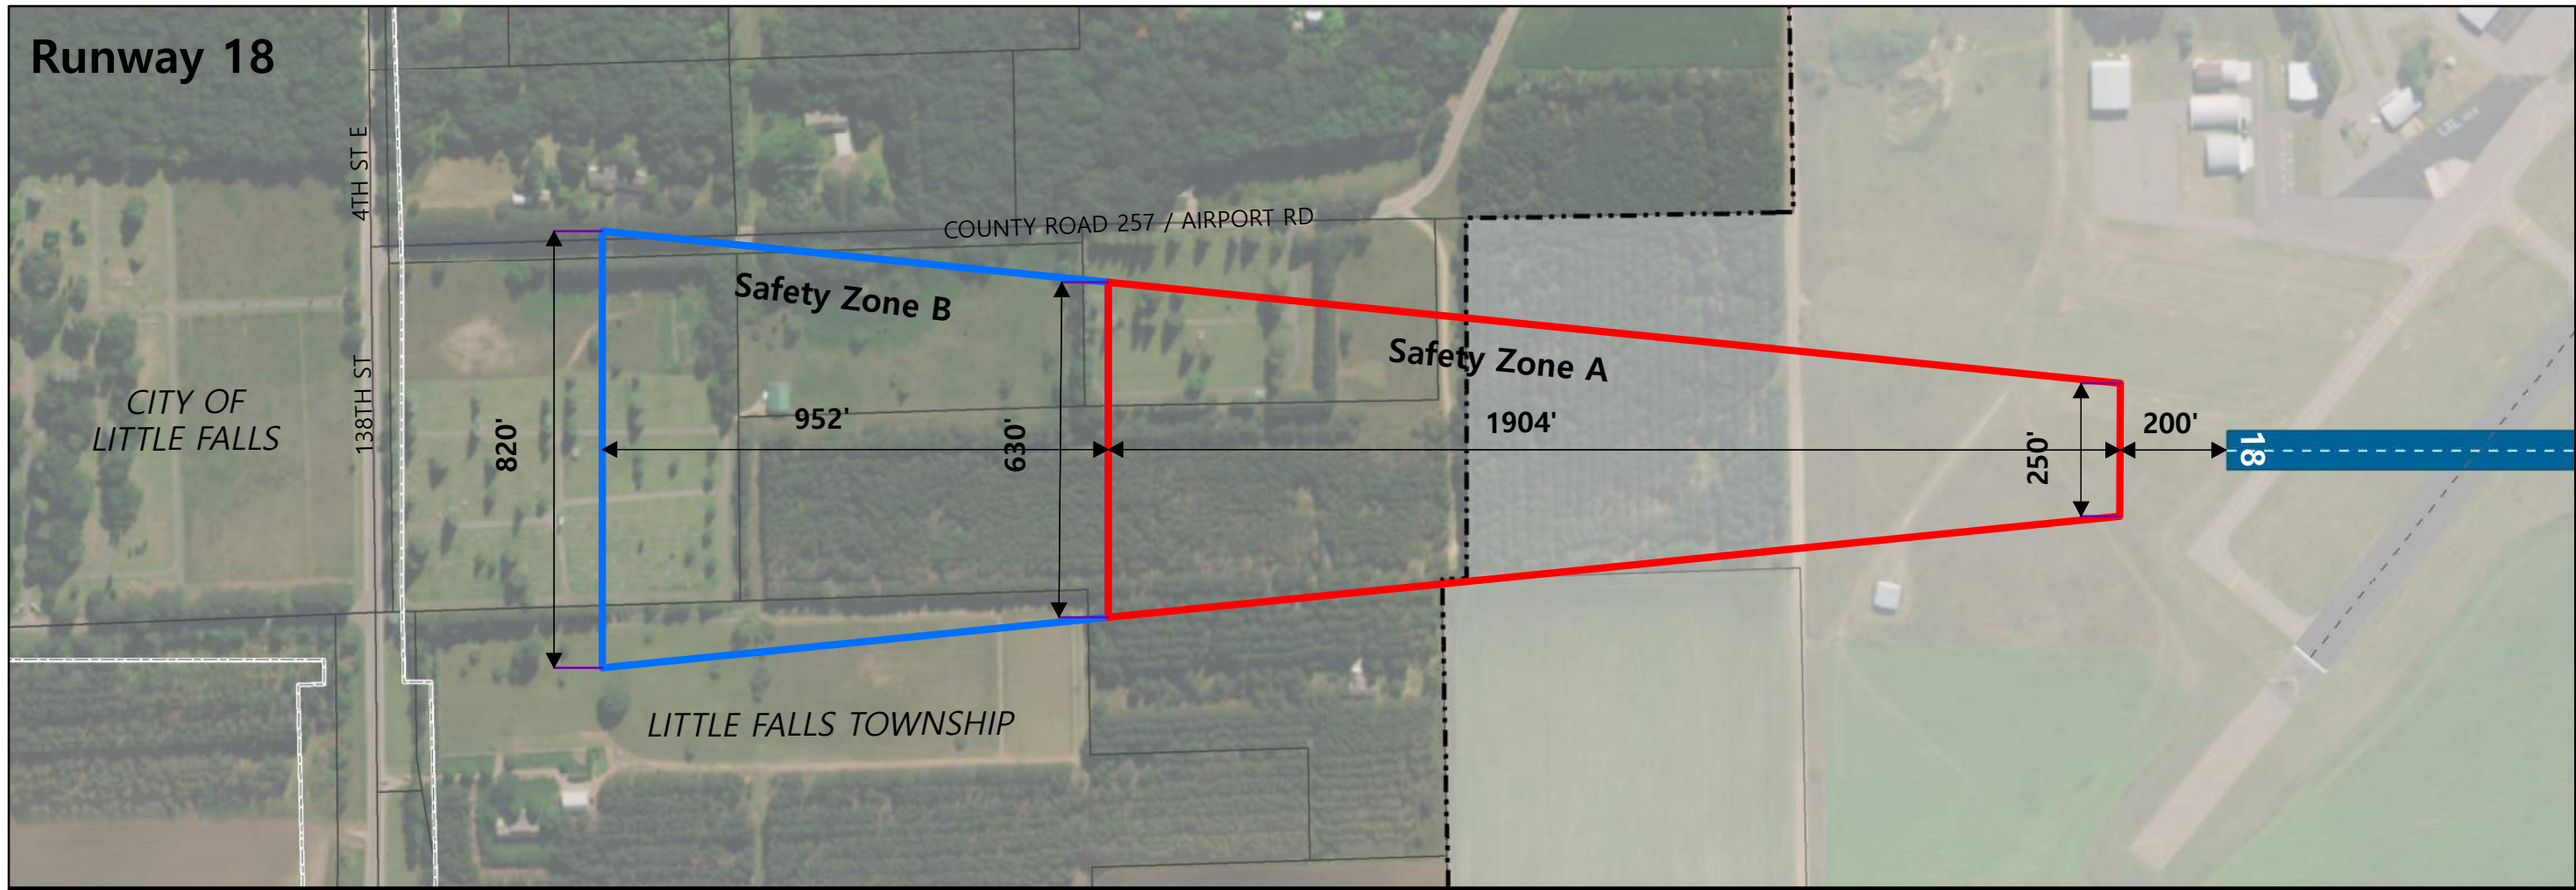 Runway 18
4TH ST E
COUNTY ROAD 257 / AIRPORT RD
Safety Zone B
Safety Zone A
138TH ST
CITY OF
LITTLE FALLS
820'
952'
630'
1904'
250'
200'
18
LITTLE FALLS TOWNSHIP